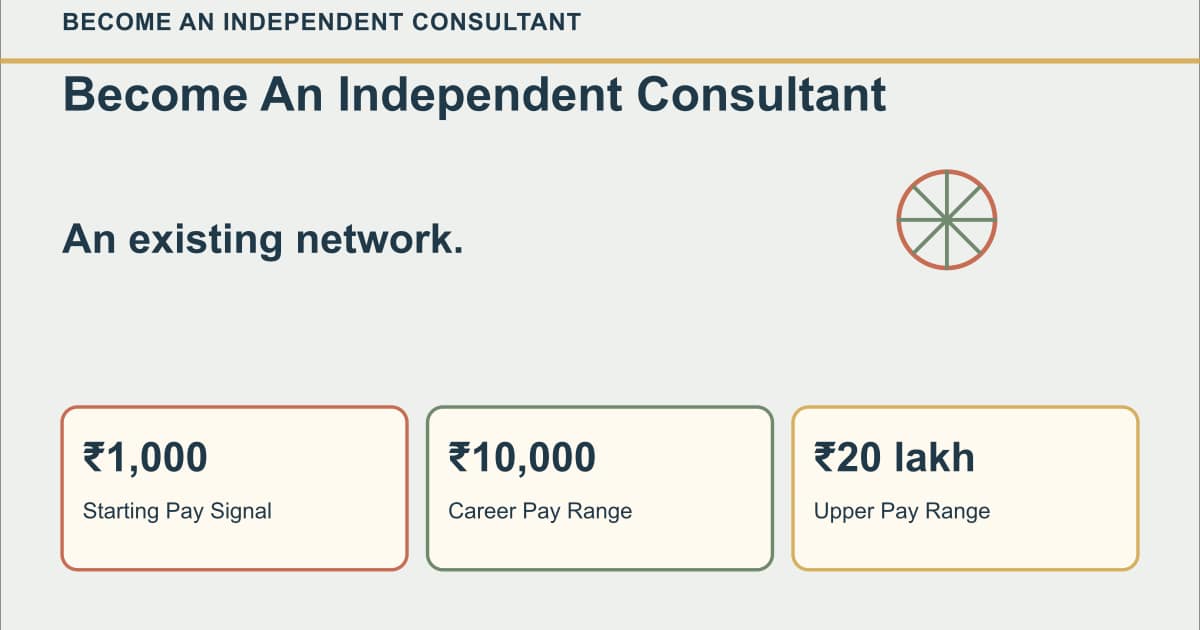 BECOME AN INDEPENDENT CONSULTANT
Become An Independent Consultant
An existing network.
₹1,000
Starting Pay Signal
₹10,000
Career Pay Range
₹20 lakh
Upper Pay Range